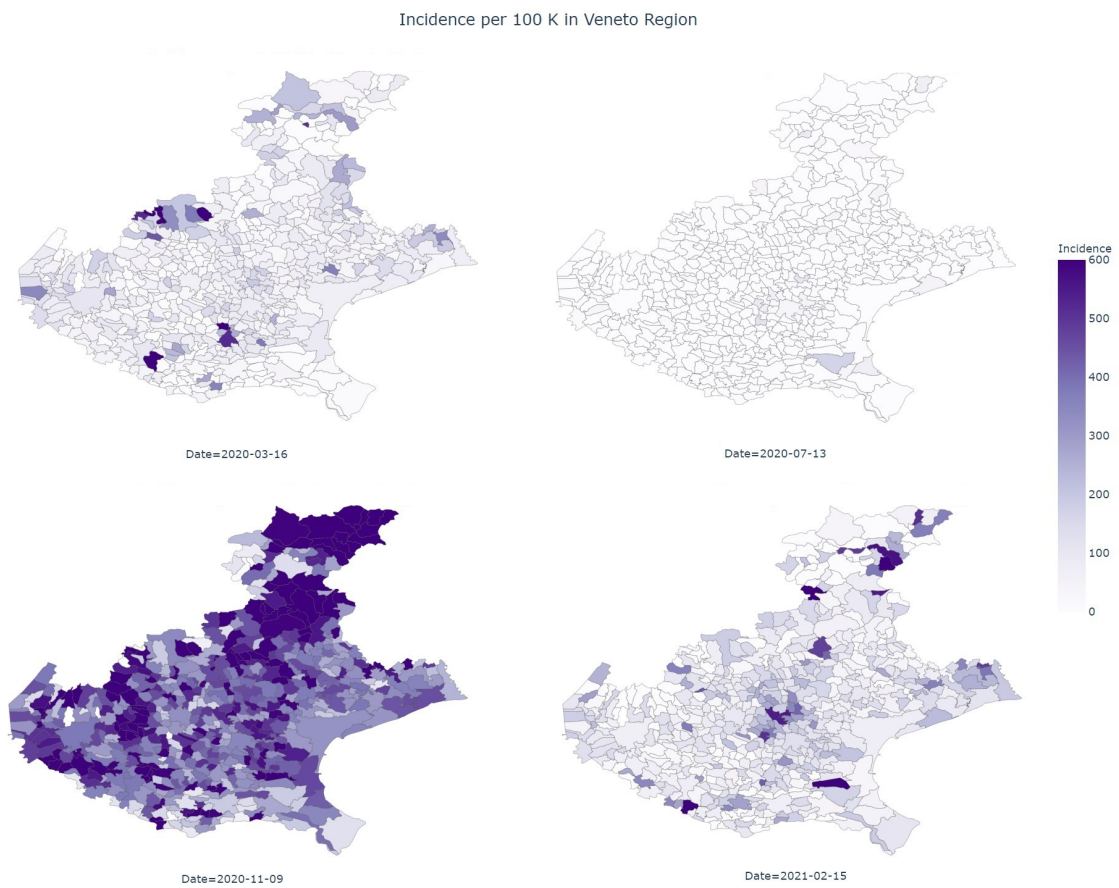 Incidence per 100 K in Veneto Region
Incidence
600
500
400
300
200
100
0
Date=2020-03-16
Date=2020-07-13
Date=2020-11-09
Date=2021-02-15